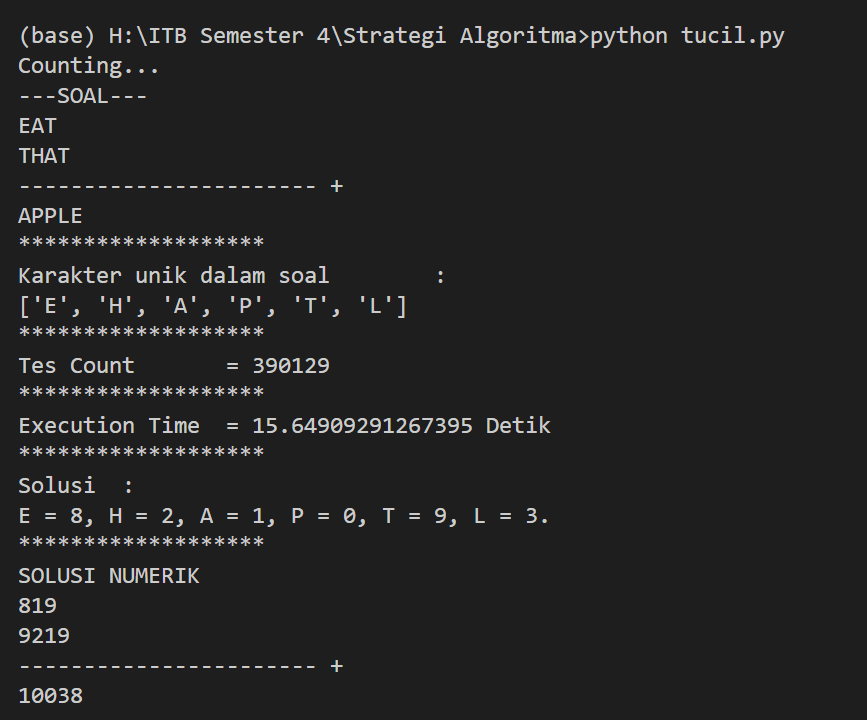 (base) H:\ITB Semester 4\Strategi Algoritma>python tucil.py
Counting...
---SOAL---
EAT
THAT
----------------------- +
APPLE
*******************
Karakter unik dalam soal        :
['E', 'H', 'A', 'P', 'T', 'L']
*******************
Tes Count       = 390129
*******************
Execution Time  = 15.64909291267395 Detik
*******************
Solusi  :
E = 8, H = 2, A = 1, P = 0, T = 9, L = 3.
*******************
SOLUSI NUMERIK
819
9219
----------------------- +
10038